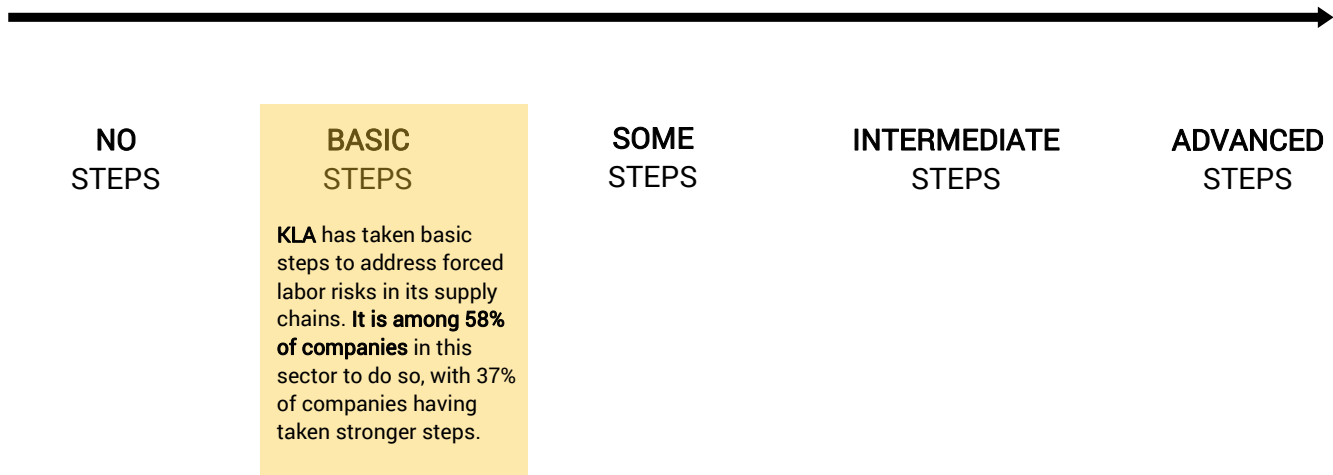 NO
STEPS
BASIC
STEPS
KLA has taken basic
steps to address forced
labor risks in its supply
chains. It is among 58%
of companies in this
sector to do so, with 37%
of companies having
taken stronger steps.
SOME
STEPS
INTERMEDIATE
STEPS
ADVANCED
STEPS